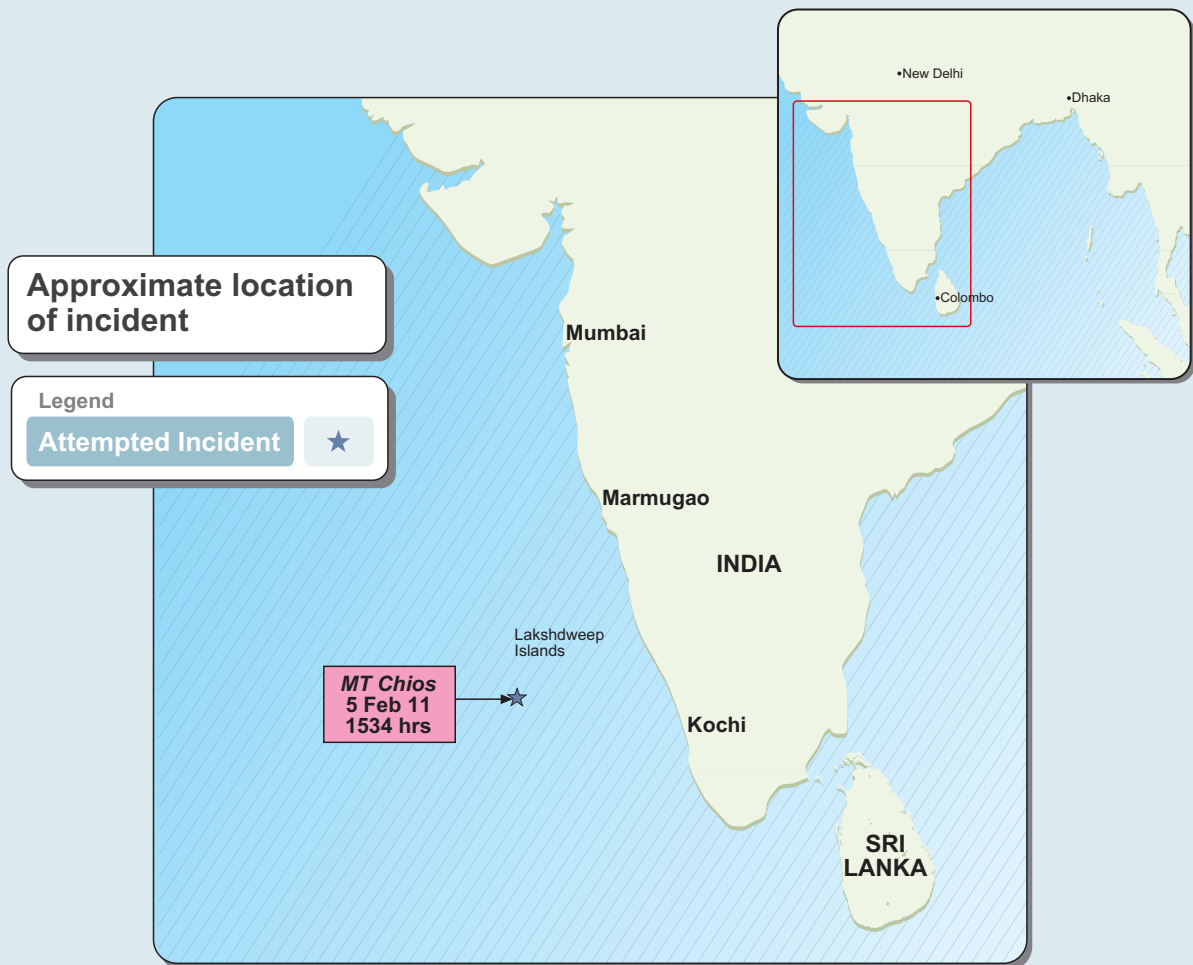 •New Delhi
•Dhaka
•Colombo
Approximate location
of incident
Legend
Attempted Incident
Mumbai
Marmugao
INDIA
Lakshdweep
Islands
MT Chios
5 Feb 11
1534 hrs
Kochi
SRI
LANKA